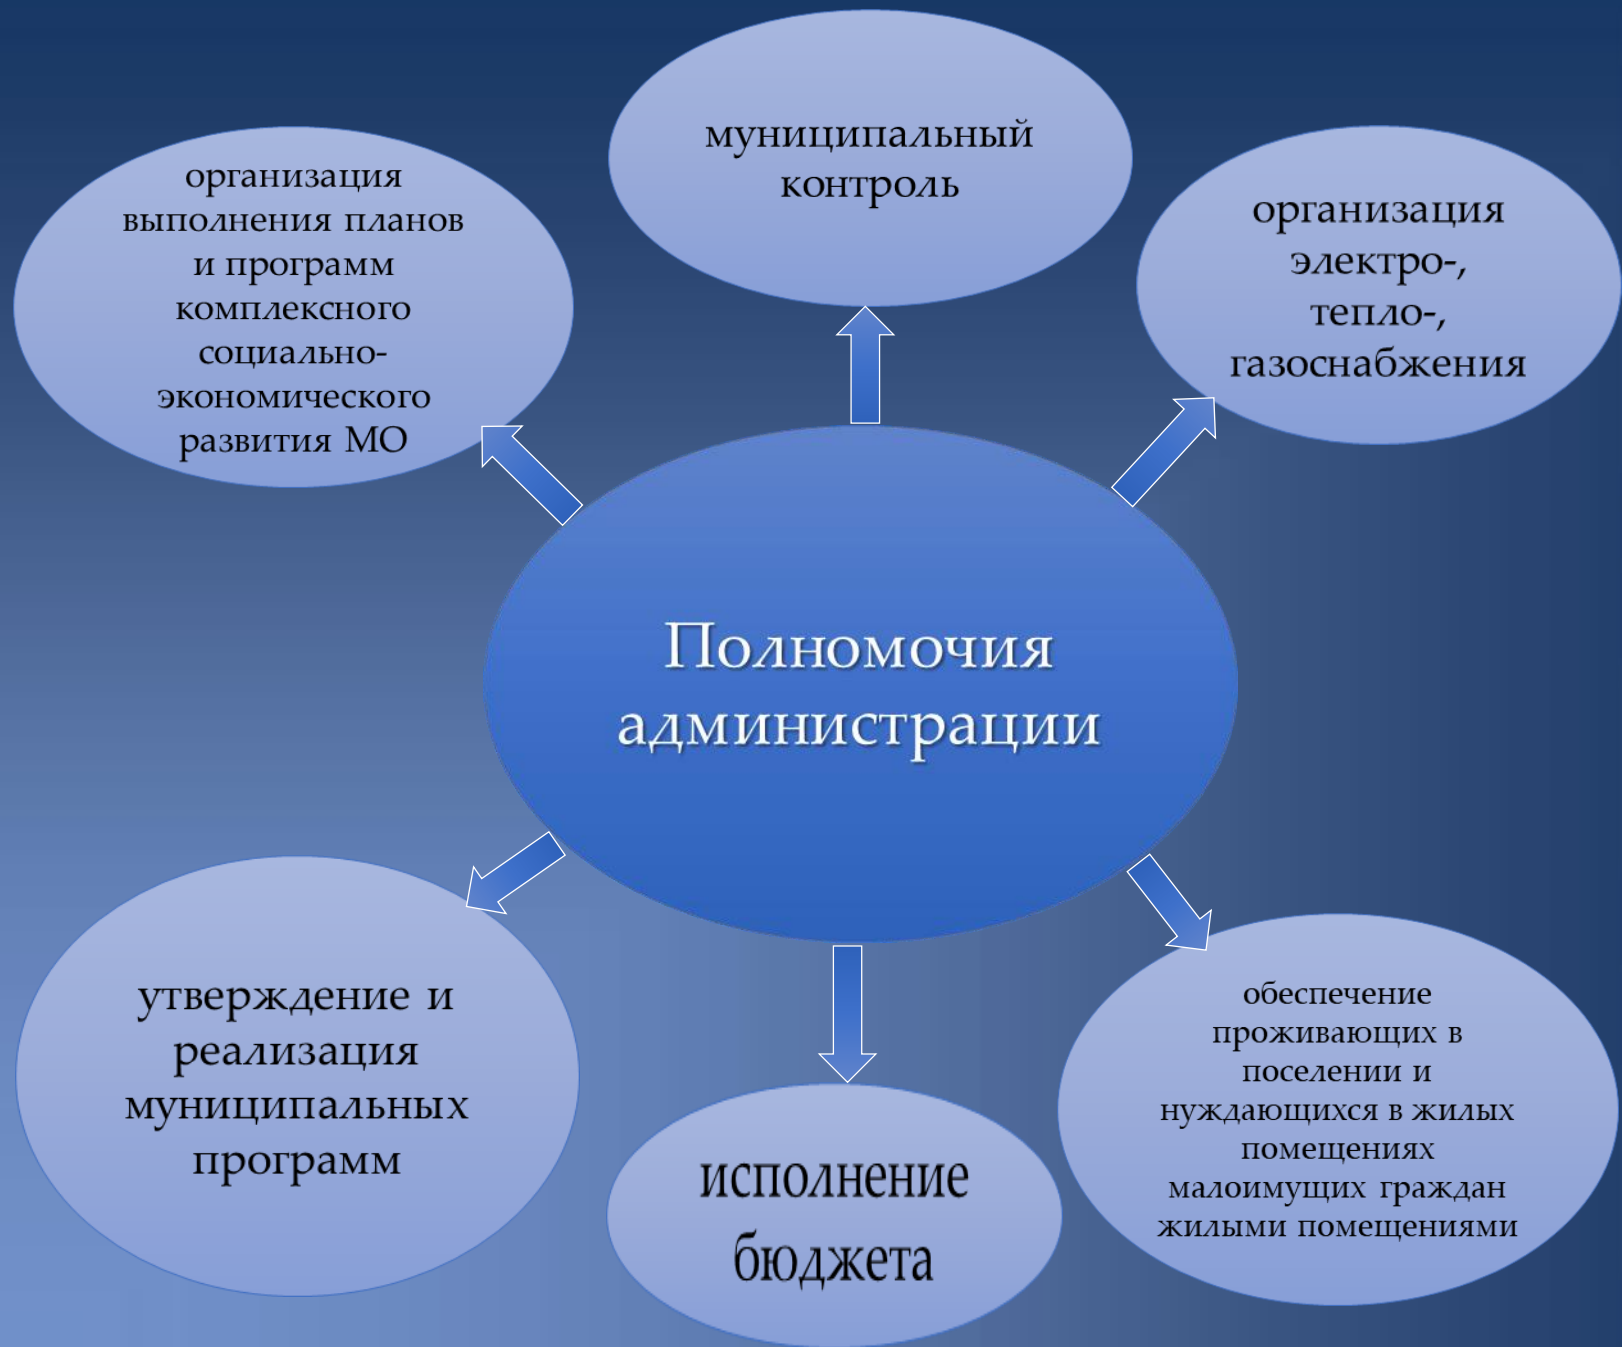 муниципальный
контроль
организация
выполнения планов
и программ
комплексного
социально-
экономического
развития МО
организация
электро-,
тепло-,
газоснабжения
Полномочия
администрации
утверждение и
реализация
муниципальных
программ
исполнение
бюджета
обеспечение
проживающих в
поселении и
нуждающихся в жилых
помещениях
малоимущих граждан
жилыми помещениями